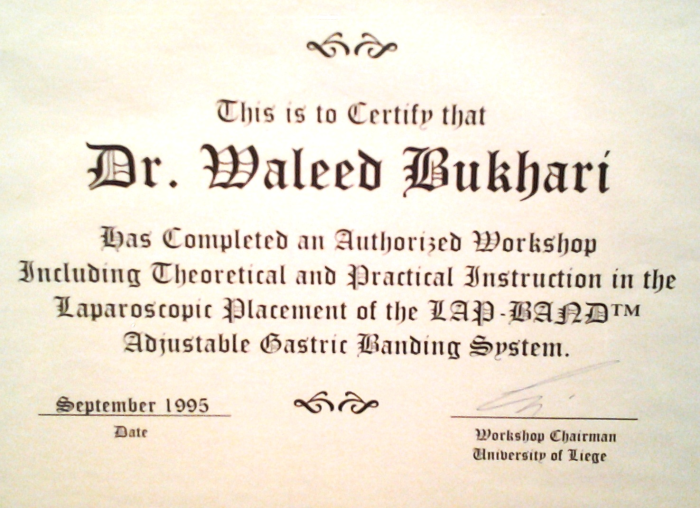 This is to Certify that
Dr. Waleed Bukhari
Has Completed an Authorized Workshop
Including Theoretical and Practical Instruction in the
Laparoscopic Placement of the LAP-BAND™
Adjustable Gastric Banding System.
September 1995
Date
Workshop Chairman
University of Liege